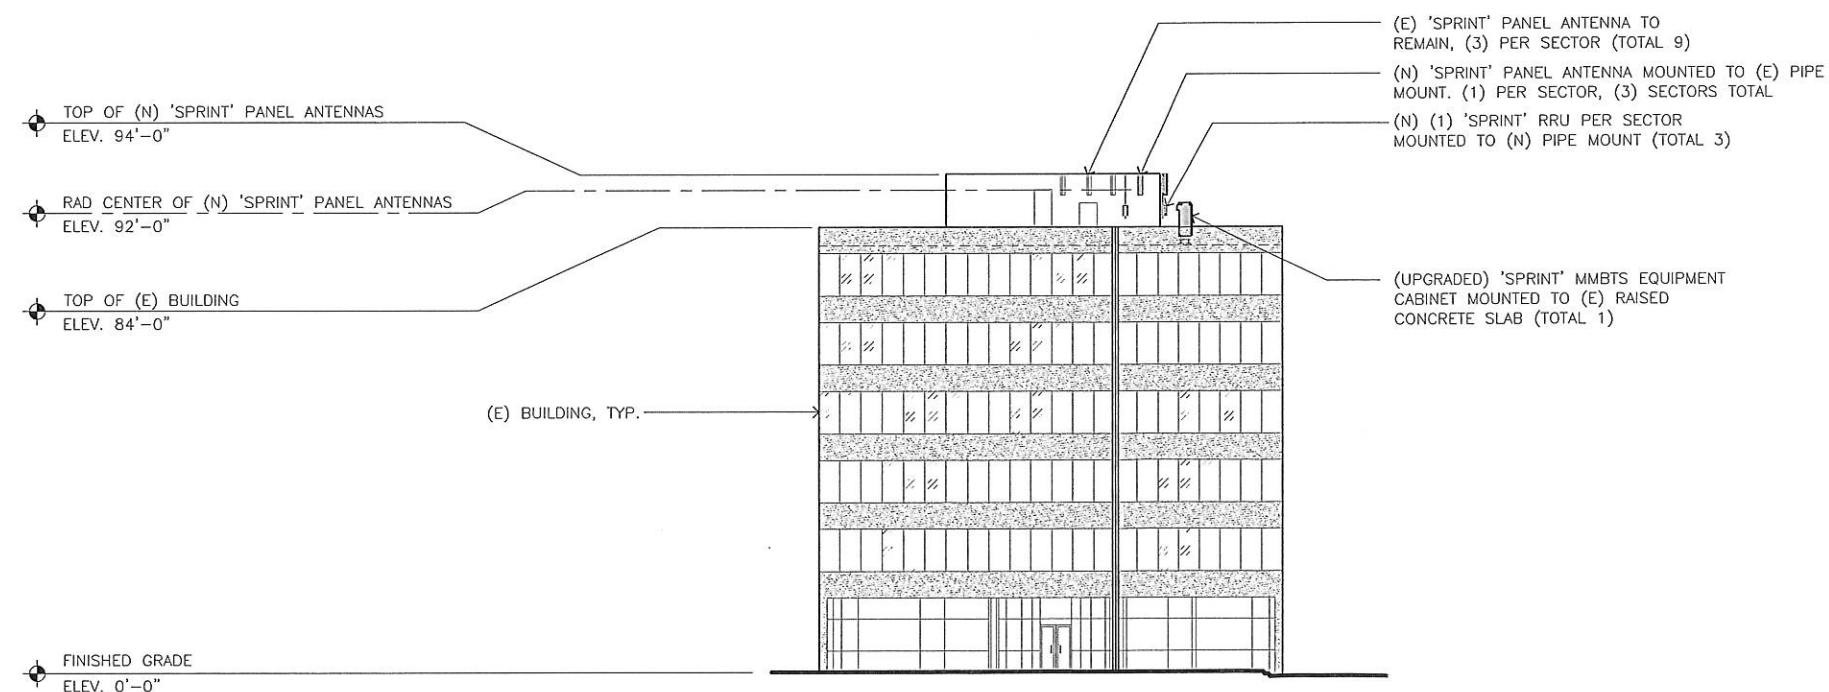 (E) 'SPRINT' PANEL ANTENNA TO
REMAIN, (3) PER SECTOR (TOTAL 9)
(N) 'SPRINT' PANEL ANTENNA MOUNTED TO (E) PIPE
MOUNT. (1) PER SECTOR, (3) SECTORS TOTAL
(N) (1) 'SPRINT' RRU PER SECTOR
MOUNTED TO (N) PIPE MOUNT (TOTAL 3)
TOP OF (N) 'SPRINT' PANEL ANTENNAS
ELEV. 94'-0"
RAD CENTER OF (N) 'SPRINT' PANEL ANTENNAS
ELEV. 92'-0"
TOP OF (E) BUILDING
ELEV. 84'-0"
(UPGRADED) 'SPRINT' MMBTS EQUIPMENT
CABINET MOUNTED TO (E) RAISED
CONCRETE SLAB (TOTAL 1)
(E) BUILDING, TYP.
FINISHED GRADE
ELEV. 0'-0"